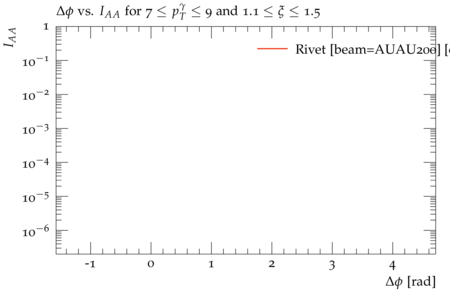 Δϕ vs. I_AA for 7 ≤ p_T^γ ≤ 9 and 1.1 ≤ ξ ≤ 1.5
I_AA
1
Rivet [beam=AUAU200] [
10^−1
10^−2
10^−3
10^−4
10^−5
10^−6
-1 0 1 2 3 4
Δϕ [rad]